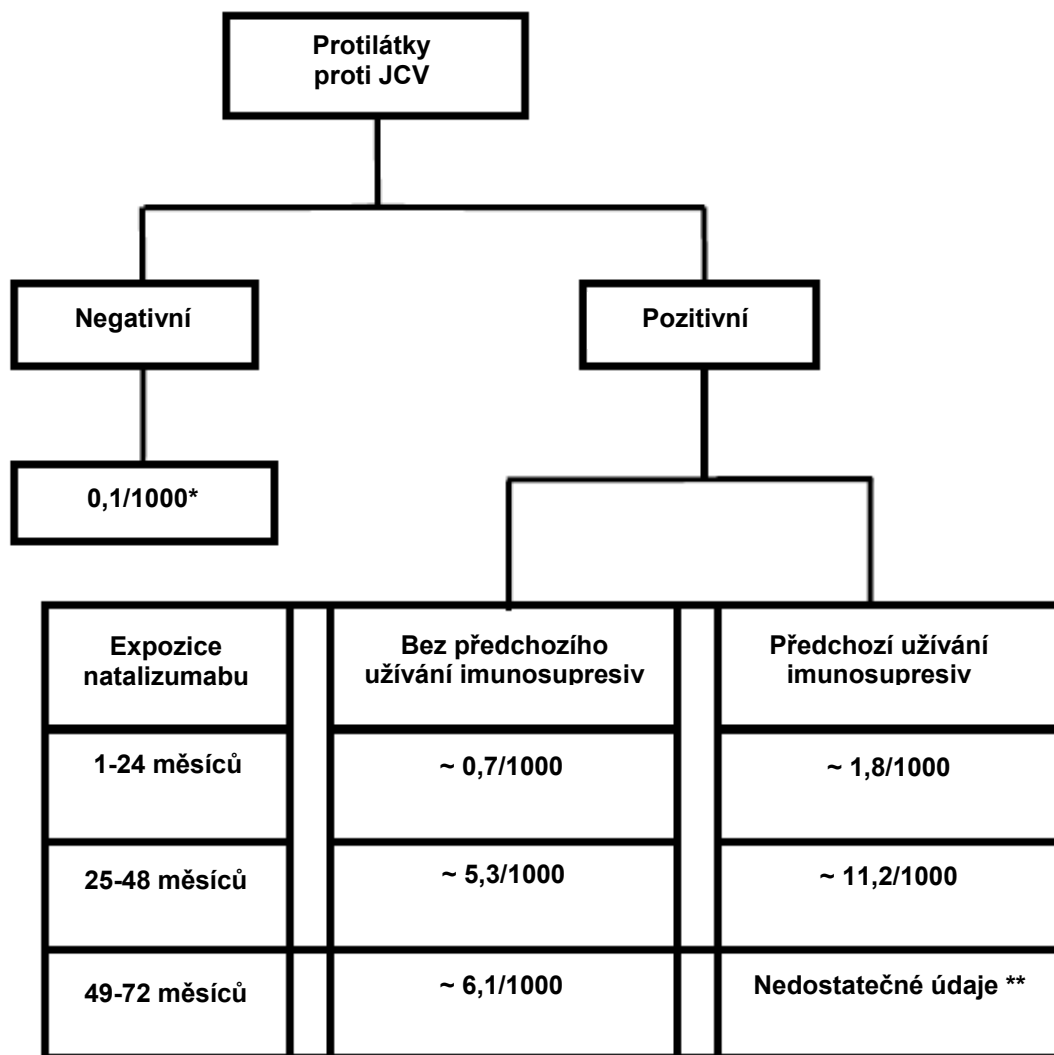 Protilátky
proti JCV
Negativní
Pozitivní
0,1/1000*
Expozice
natalizumabu
Bez předchozího
užívání imunosupresiv
Předchozí užívání
imunosupresiv
1-24 měsíců
~ 0,7/1000
~ 1,8/1000
25-48 měsíců
~ 5,3/1000
~ 11,2/1000
49-72 měsíců
~ 6,1/1000
Nedostatečné údaje **